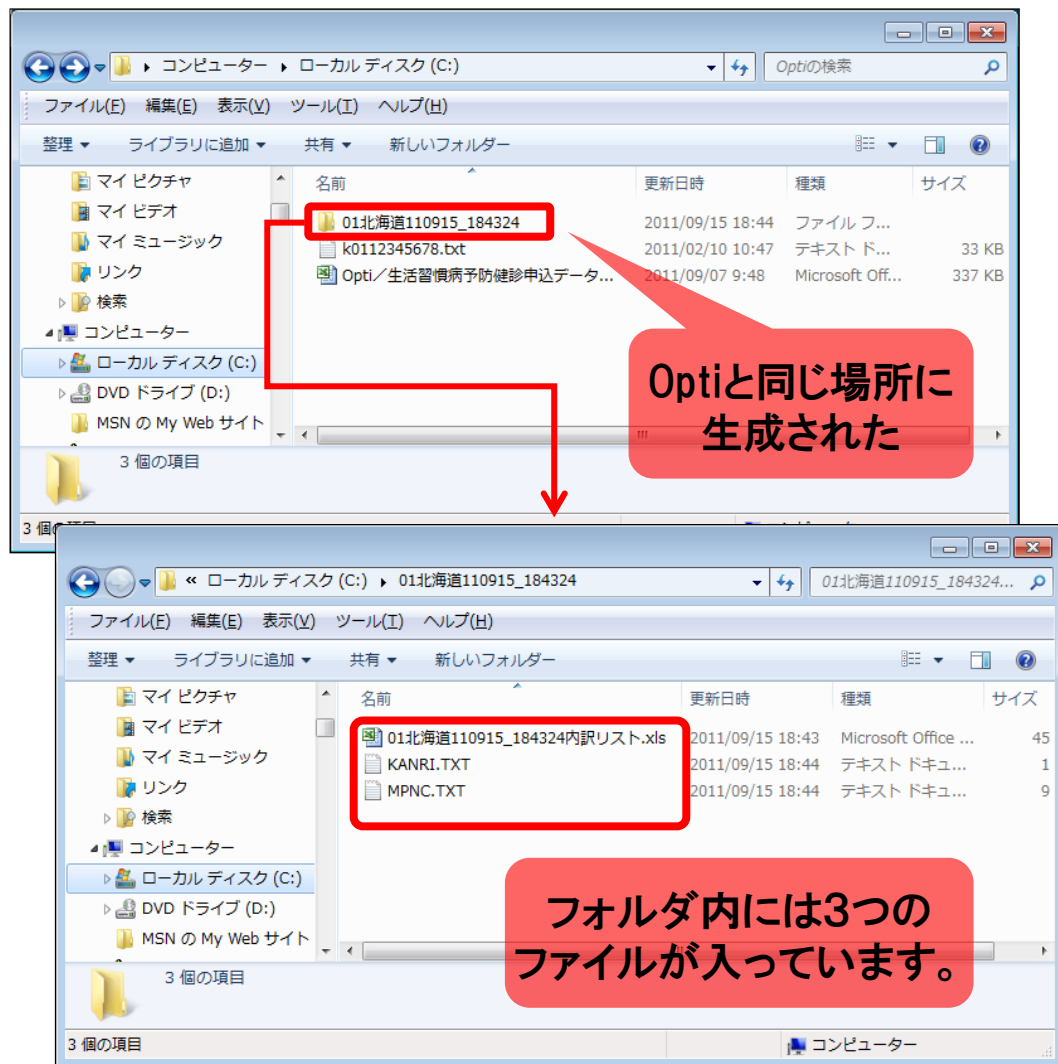 コンピューター ローカル ディスク (C:) Optiの検索
ファイル(F) 編集(E) 表示(V) ツール(T) ヘルプ(H)
整理 ライブラリに追加 共有 新しいフォルダー
マイ ピクチャ
マイ ビデオ
マイ ミュージック
リンク
検索
コンピューター
ローカル ディスク (C:)
DVD ドライブ (D:)
MSN の My Web サイト
名前 更新日時 種類 サイズ
01北海道110915_184324 2011/09/15 18:44 ファイル フ...
k0112345678.txt 2011/02/10 10:47 テキスト ド... 33 KB
Opti／生活習慣病予防健診申込データ... 2011/09/07 9:48 Microsoft Off... 337 KB
Optiと同じ場所に
生成された
3 個の項目
3 個の項目
ローカル ディスク (C:) 01北海道110915_184324 01北海道110915_184324...
ファイル(F) 編集(E) 表示(V) ツール(T) ヘルプ(H)
整理 ライブラリに追加 共有 新しいフォルダー
マイ ピクチャ
マイ ビデオ
マイ ミュージック
リンク
検索
コンピューター
ローカル ディスク (C:)
DVD ドライブ (D:)
MSN の My Web サイト
名前 更新日時 種類 サイズ
01北海道110915_184324内訳リスト.xls 2011/09/15 18:43 Microsoft Office ... 45
KANRI.TXT 2011/09/15 18:44 テキスト ドキュ... 1
MPNC.TXT 2011/09/15 18:44 テキスト ドキュ... 9
フォルダ内には３つの
ファイルが入っています。
3 個の項目
3 個の項目 コンピューター